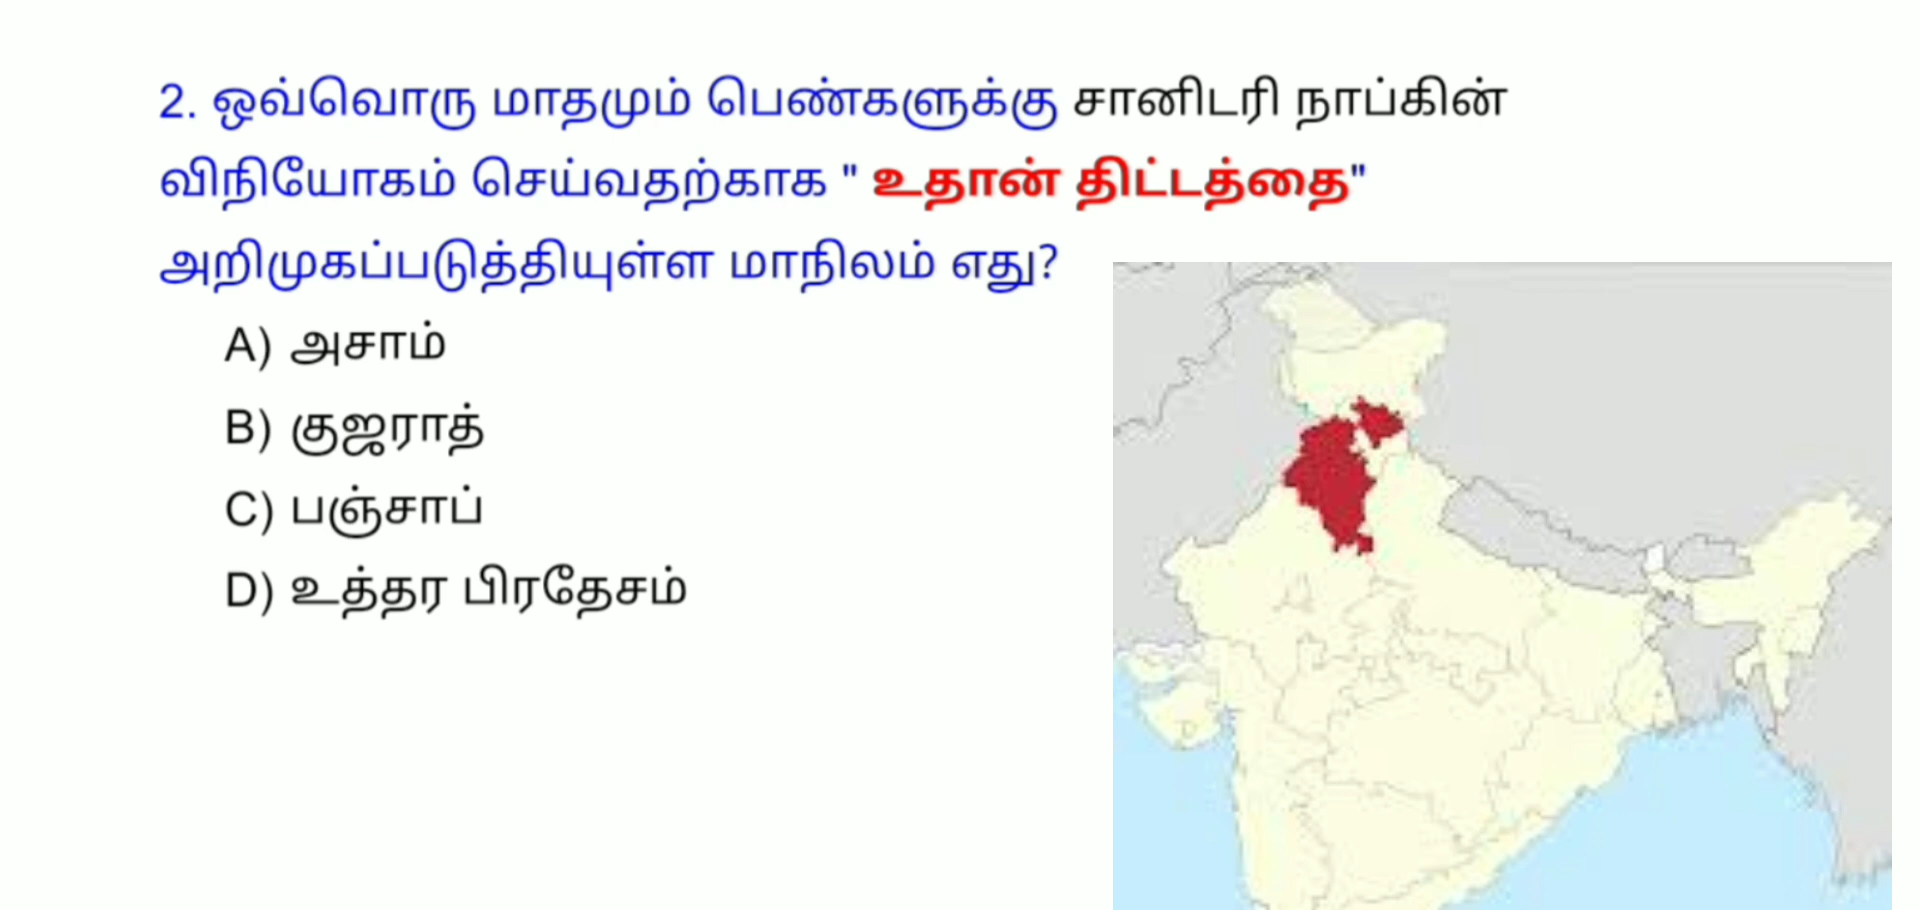 2. ஒவ்வொரு மாதமும் பெண்களுக்கு சானிடரி நாப்கின்
வினியோகம் செய்வதற்காக " உதான் திட்டத்தை"
அறிமுகப்படுத்தியுள்ள மாநிலம் எது?
A) அசாம்
B) குஜராத்
C) பஞ்சாப்
D) உத்தர பிரதேசம்